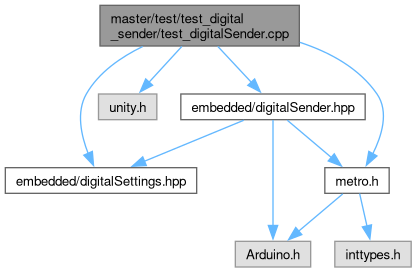 master/test/test_digital
_sender/test_digitalSender.cpp
unity.h
embedded/digitalSender.hpp
embedded/digitalSettings.hpp
metro.h
Arduino.h
inttypes.h